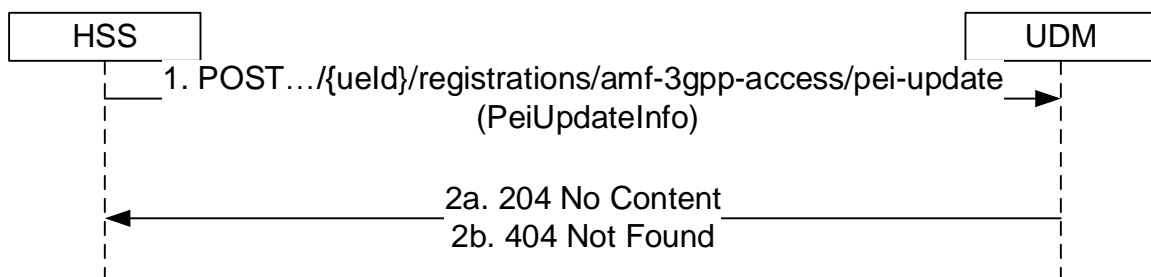 HSS
UDM
1. POST…/{ueId}/registrations/amf-3gpp-access/pei-update
(PeiUpdateInfo)
2a. 204 No Content
2b. 404 Not Found